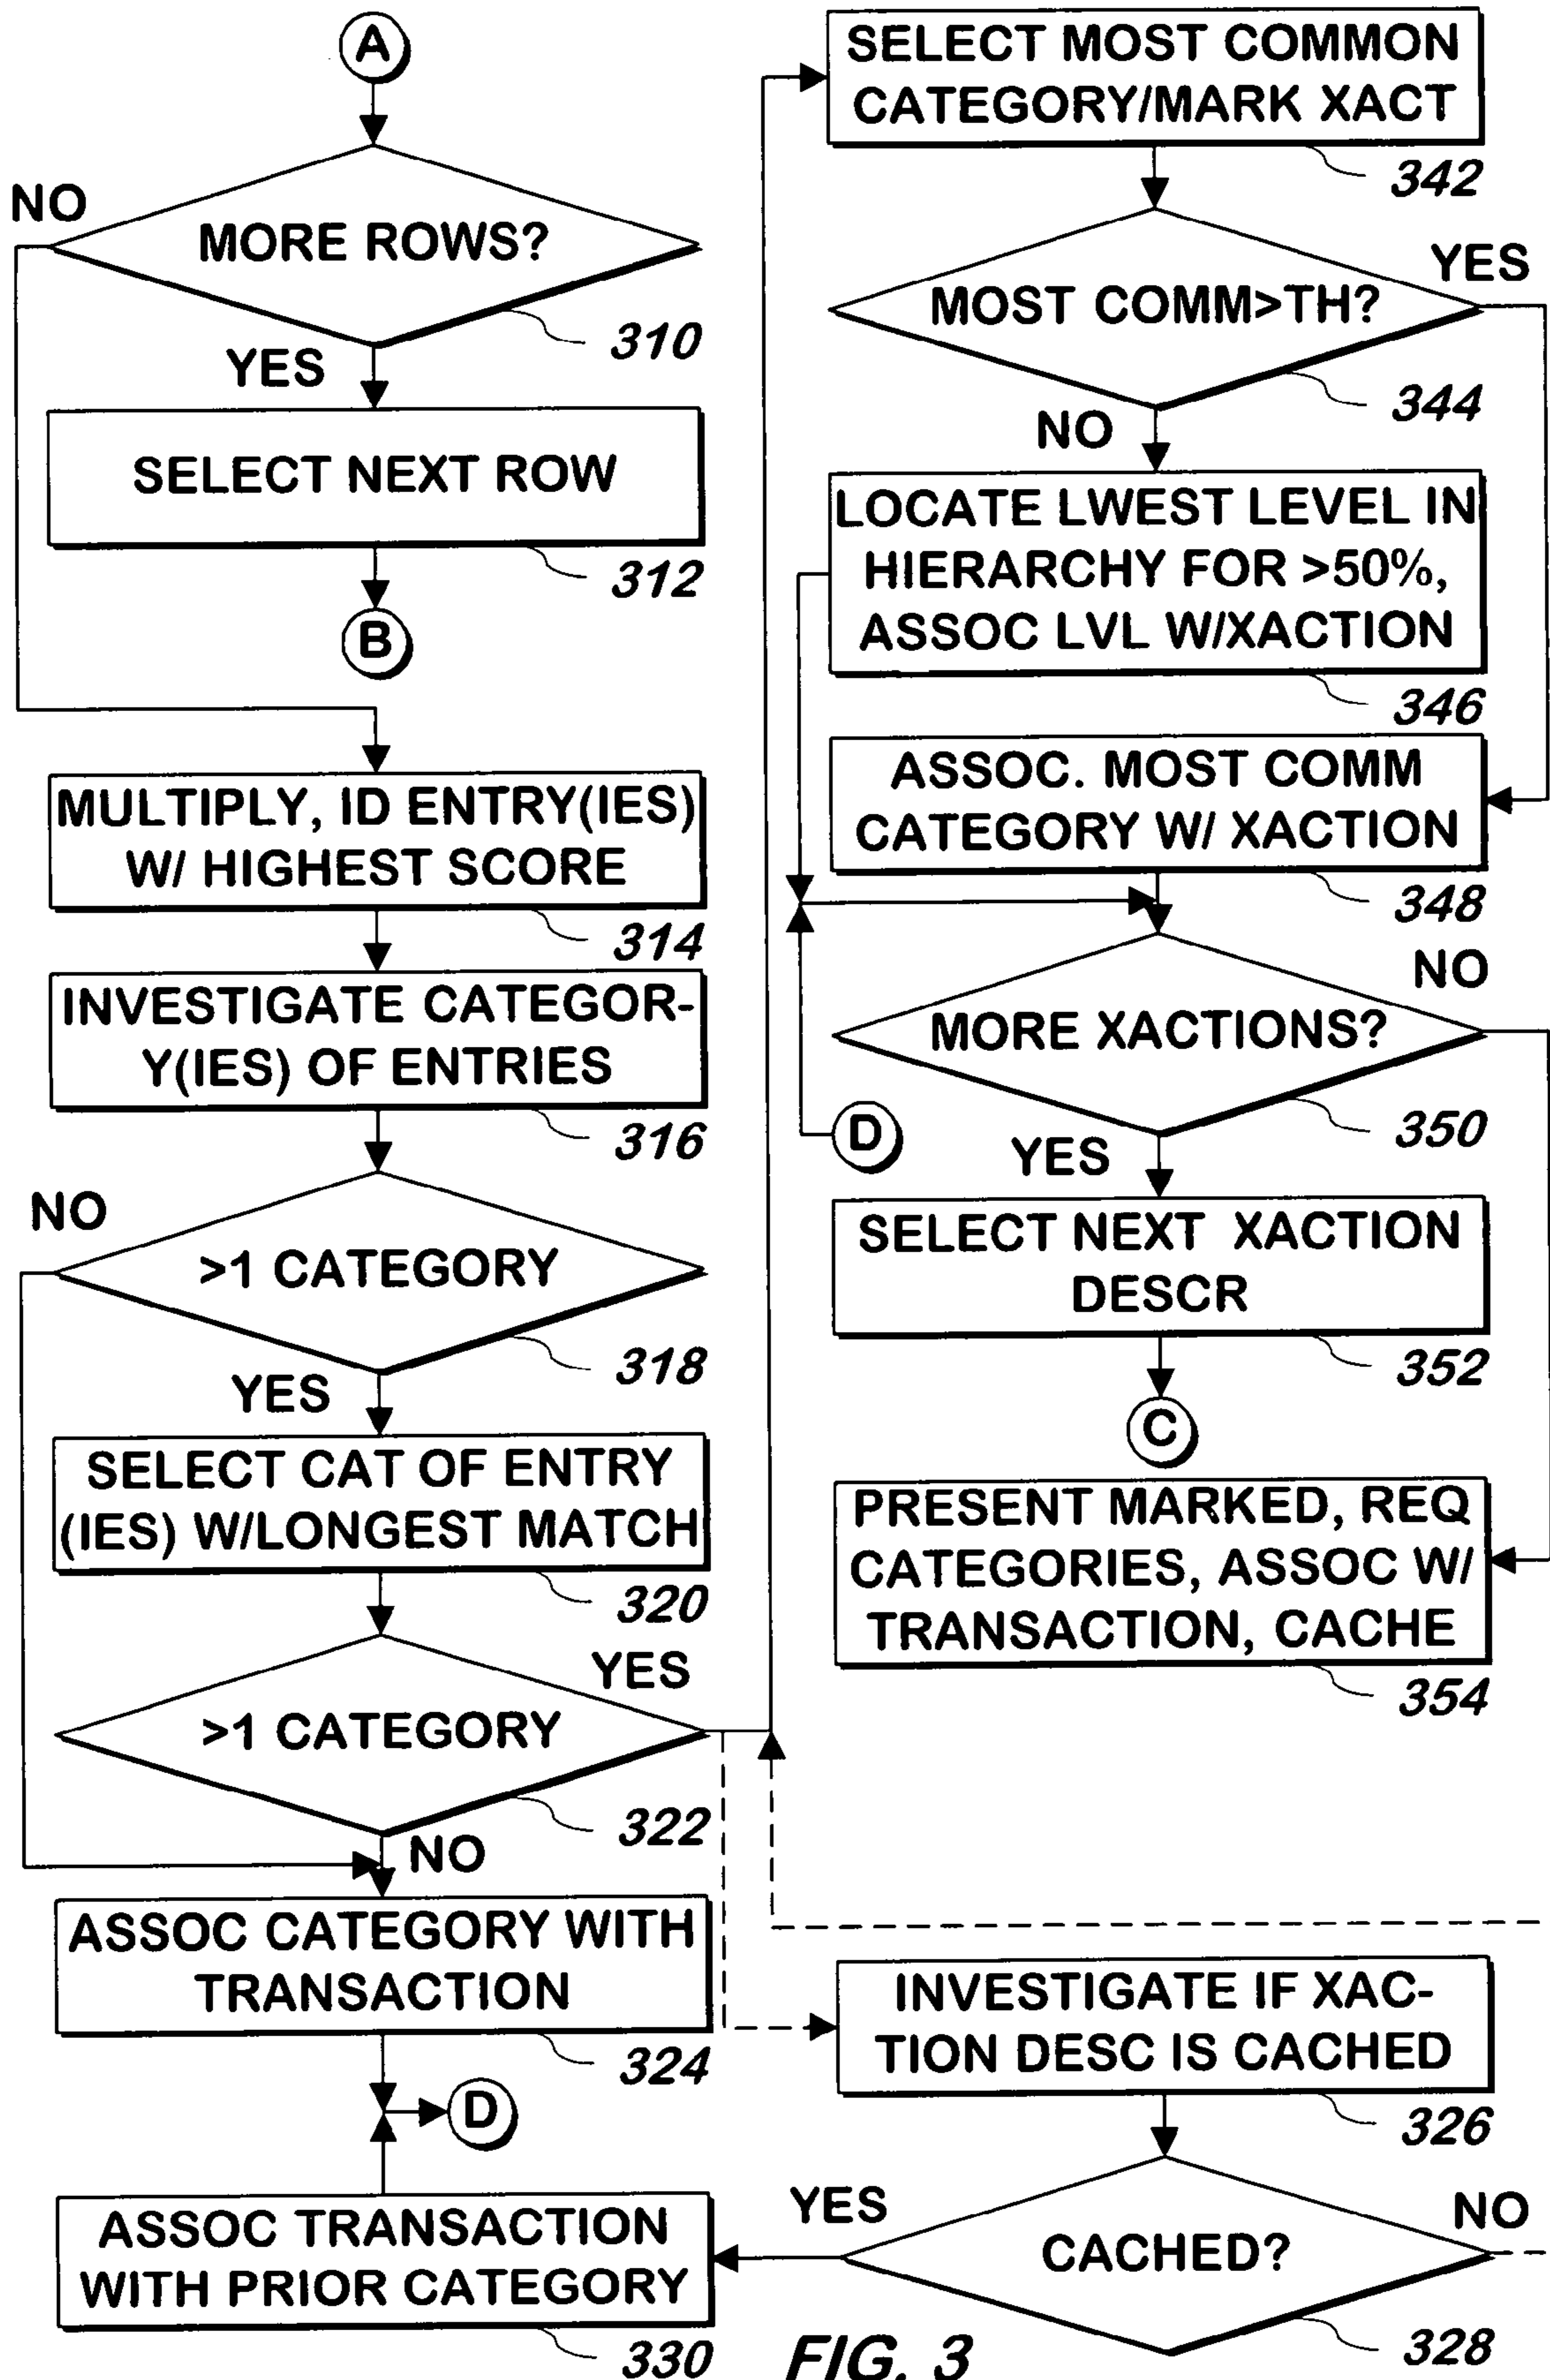 A
NO
MORE ROWS?
310
YES
SELECT NEXT ROW
312
B
MULTIPLY, ID ENTRY(IES)
W/ HIGHEST SCORE
314
INVESTIGATE CATEGOR-
Y(IES) OF ENTRIES
316
NO
>1 CATEGORY
318
YES
SELECT CAT OF ENTRY
(IES) W/LONGEST MATCH
320
YES
>1 CATEGORY
322
NO
ASSOC CATEGORY WITH
TRANSACTION
324
D
ASSOC TRANSACTION
WITH PRIOR CATEGORY
330
SELECT MOST COMMON
CATEGORY/MARK XACT
342
YES
MOST COMM>TH?
344
NO
LOCATE LWEST LEVEL IN
HIERARCHY FOR >50%,
ASSOC LVL W/XACTION
346
ASSOC. MOST COMM
CATEGORY W/ XACTION
348
NO
MORE XACTIONS?
350
D
YES
SELECT NEXT XACTION
DESCR
352
C
PRESENT MARKED, REQ
CATEGORIES, ASSOC W/
TRANSACTION, CACHE
354
INVESTIGATE IF XAC-
TION DESC IS CACHED
326
YES
NO
CACHED?
328
FIG. 3